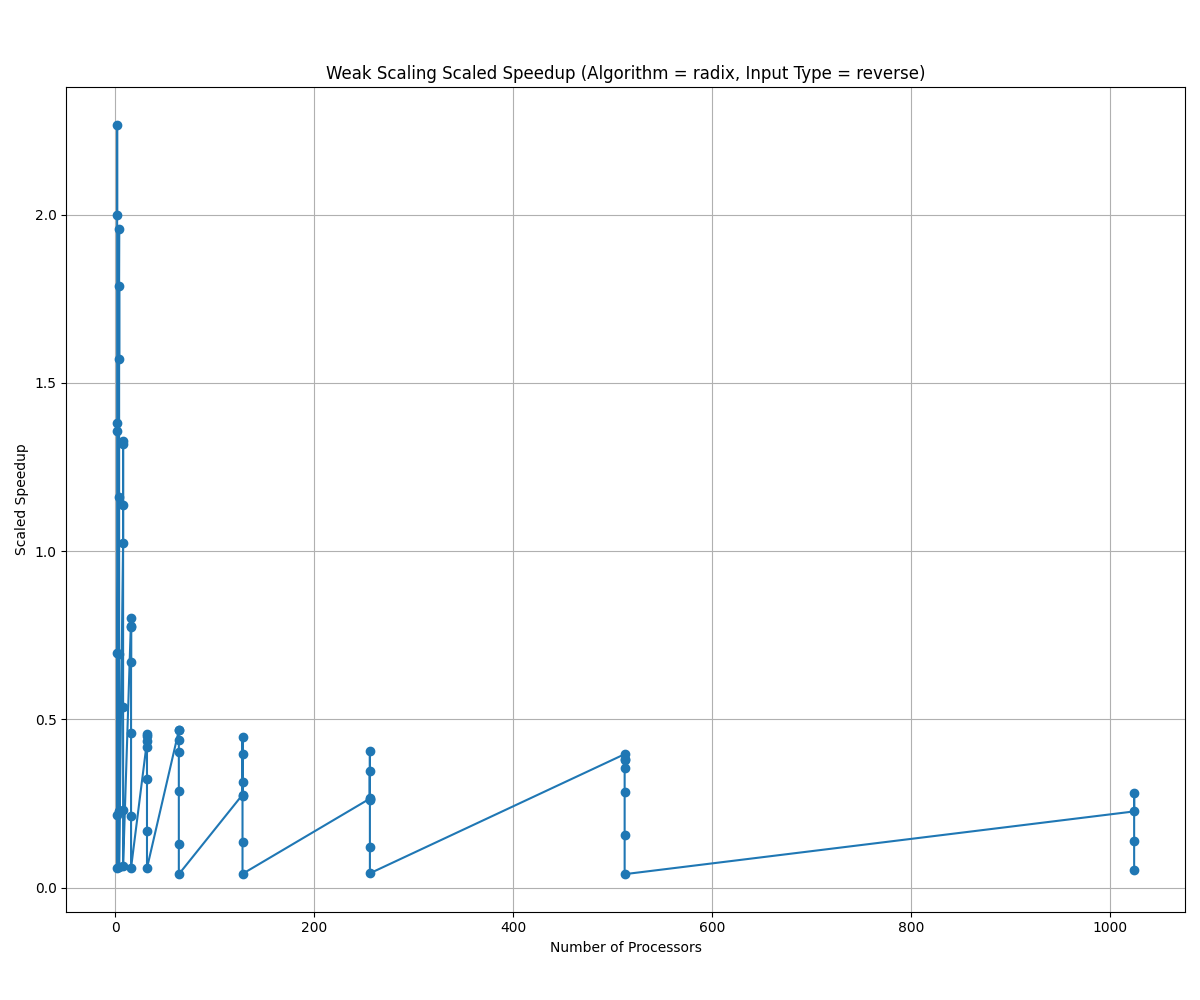 Weak Scaling Scaled Speedup (Algorithm = radix, Input Type = reverse)
Scaled Speedup
2.0
1.5
1.0
0.5
0.0
0 200 400 600 800 1000
Number of Processors